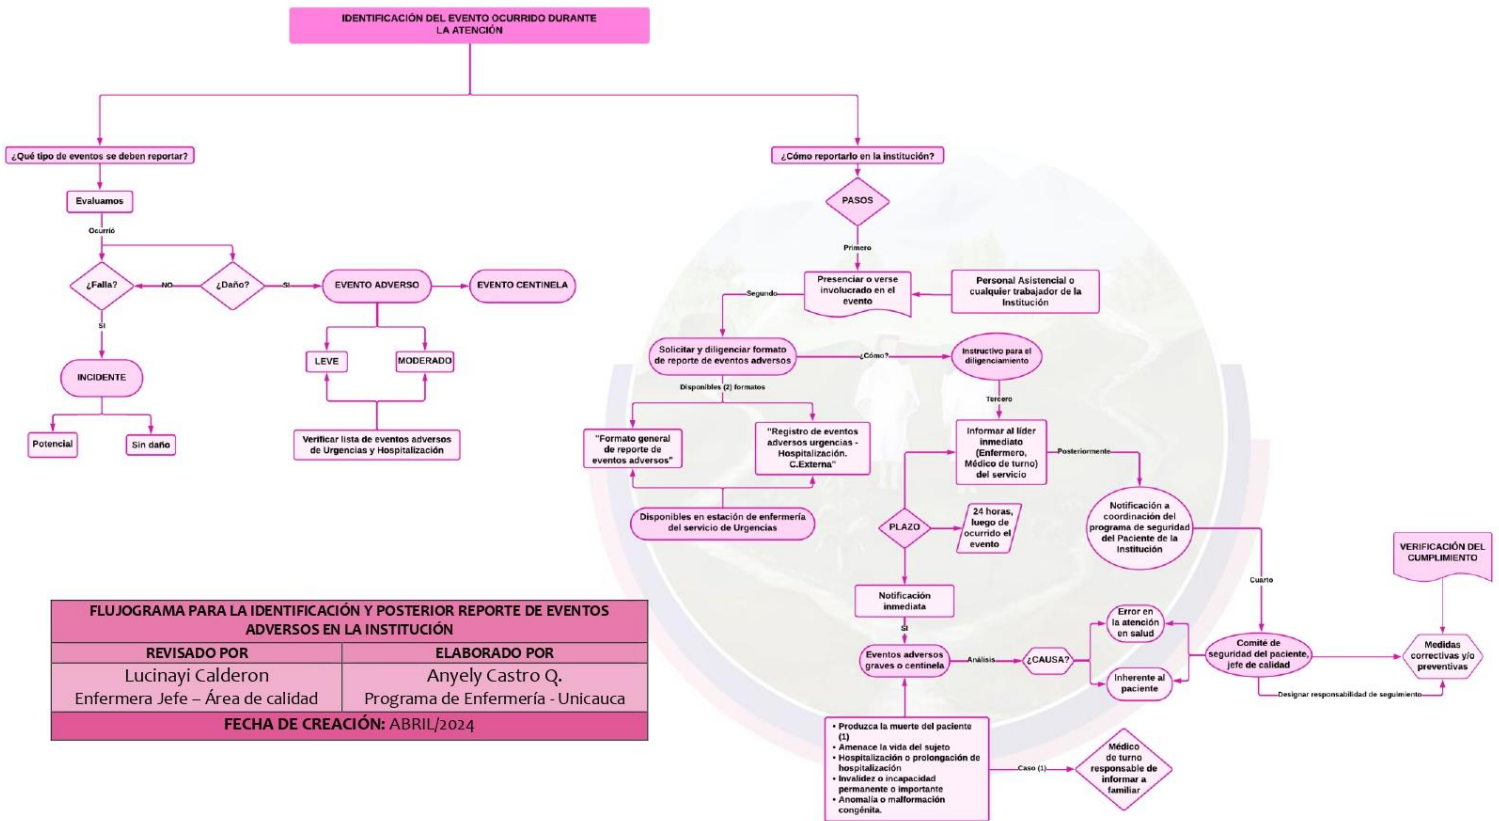 IDENTIFICACIÓN DEL EVENTO OCURRIDO DURANTE
LA ATENCIÓN
¿Qué tipo de eventos se deben reportar?
Evaluamos
Ocurrió
¿Falla?
NO
¿Daño?
SI
EVENTO ADVERSO
EVENTO CENTINELA
SI
INCIDENTE
Potencial
Sin daño
LEVE
MODERADO
Verificar lista de eventos adversos
de Urgencias y Hospitalización
¿Cómo reportarlo en la institución?
PASOS
Primero
Presenciar o verse
involucrado en el
evento
Personal Asistencial o
cualquier trabajador de la
Institución
Segundo
Solicitar y diligenciar formato
de reporte de eventos adversos
¿Cómo?
Instructivo para el
diligenciamiento
Disponibles (2) formatos
"Formato general
de reporte de
eventos adversos"
"Registro de eventos
adversos urgencias -
Hospitalización.
C.Externa"
Disponibles en estación de enfermería
del servicio de Urgencias
Tercero
Informar al líder
inmediato
(Enfermero,
Médico de turno)
del servicio
Posteriormente
Notificación a
coordinación del
programa de seguridad
del Paciente de la
Institución
PLAZO
24 horas,
luego de
ocurrido el
evento
Notificación
inmediata
SI
Eventos adversos
graves o centinela
Análisis
¿CAUSA?
Error en
la atención
en salud
Inherente al
paciente
Cuarto
Comité de
seguridad del paciente,
jefe de calidad
Designar responsabilidad de seguimiento
VERIFICACIÓN DEL
CUMPLIMIENTO
Medidas
correctivas y/o
preventivas
• Produzca la muerte del paciente
(1)
• Amenace la vida del sujeto
• Hospitalización o prolongación de
hospitalización
• Invalidez o incapacidad
permanente o importante
• Anomalía o malformación
congénita.
Caso (1)
Médico
de turno
responsable de
informar a
familiar
FLUJOGRAMA PARA LA IDENTIFICACIÓN Y POSTERIOR REPORTE DE EVENTOS
ADVERSOS EN LA INSTITUCIÓN
REVISADO POR
ELABORADO POR
Lucinayi Calderon
Enfermera Jefe – Área de calidad
Anyely Castro Q.
Programa de Enfermería - Unicauca
FECHA DE CREACIÓN: ABRIL/2024